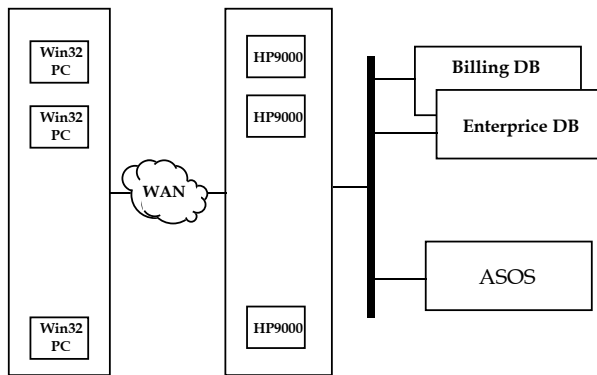 Win32
PC
Win32
PC
Win32
PC
WAN
HP9000
HP9000
HP9000
Billing DB
Enterprice DB
ASOS